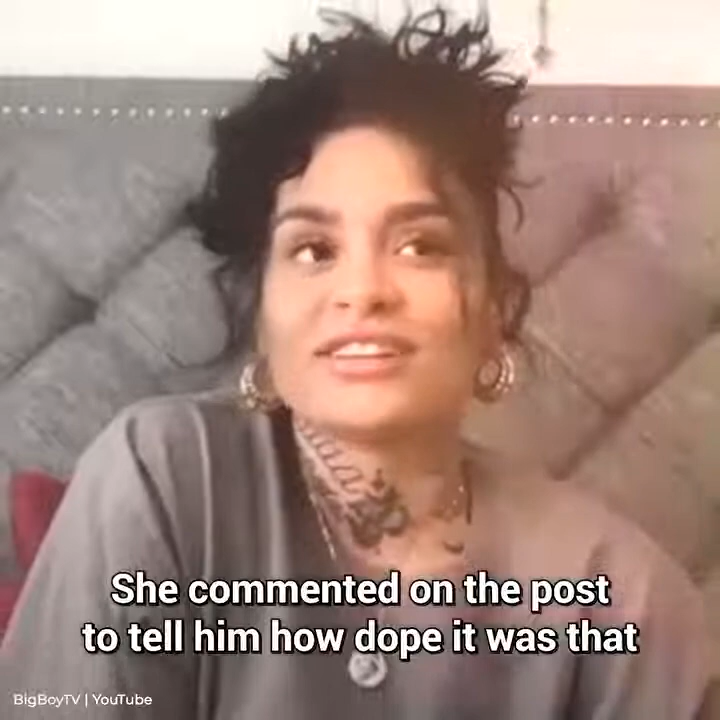 She commented on the post
to tell him how dope it was that
BigBoyTV | YouTube